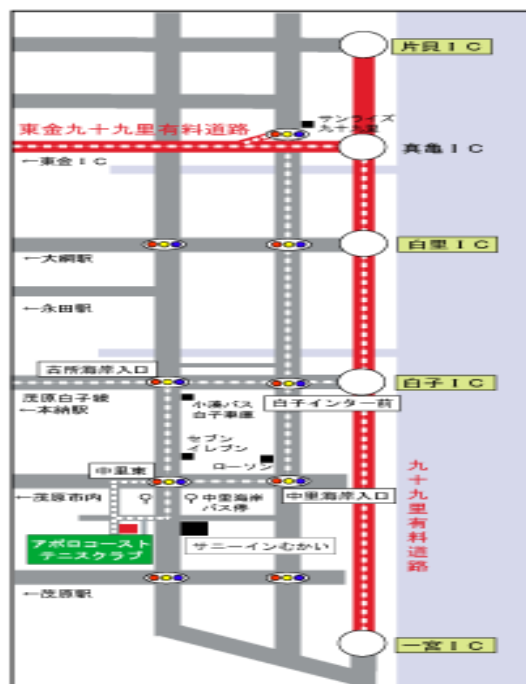 片貝IC
サンライズ
九十九里
東金九十九里有料道路
真亀IC
←東金IC
白里IC
←大網駅
←永田駅
古所海岸入口
白子IC
茂原白子線
←本納駅
小湊バス
白子車庫
白子インター前
セブン
イレブン
ローソン
中里東
←茂原市内
中里海岸
バス停
中里海岸入口
九十九里有料道路
アポロコースト
テニスクラブ
サニーインむかい
←茂原駅
一宮IC